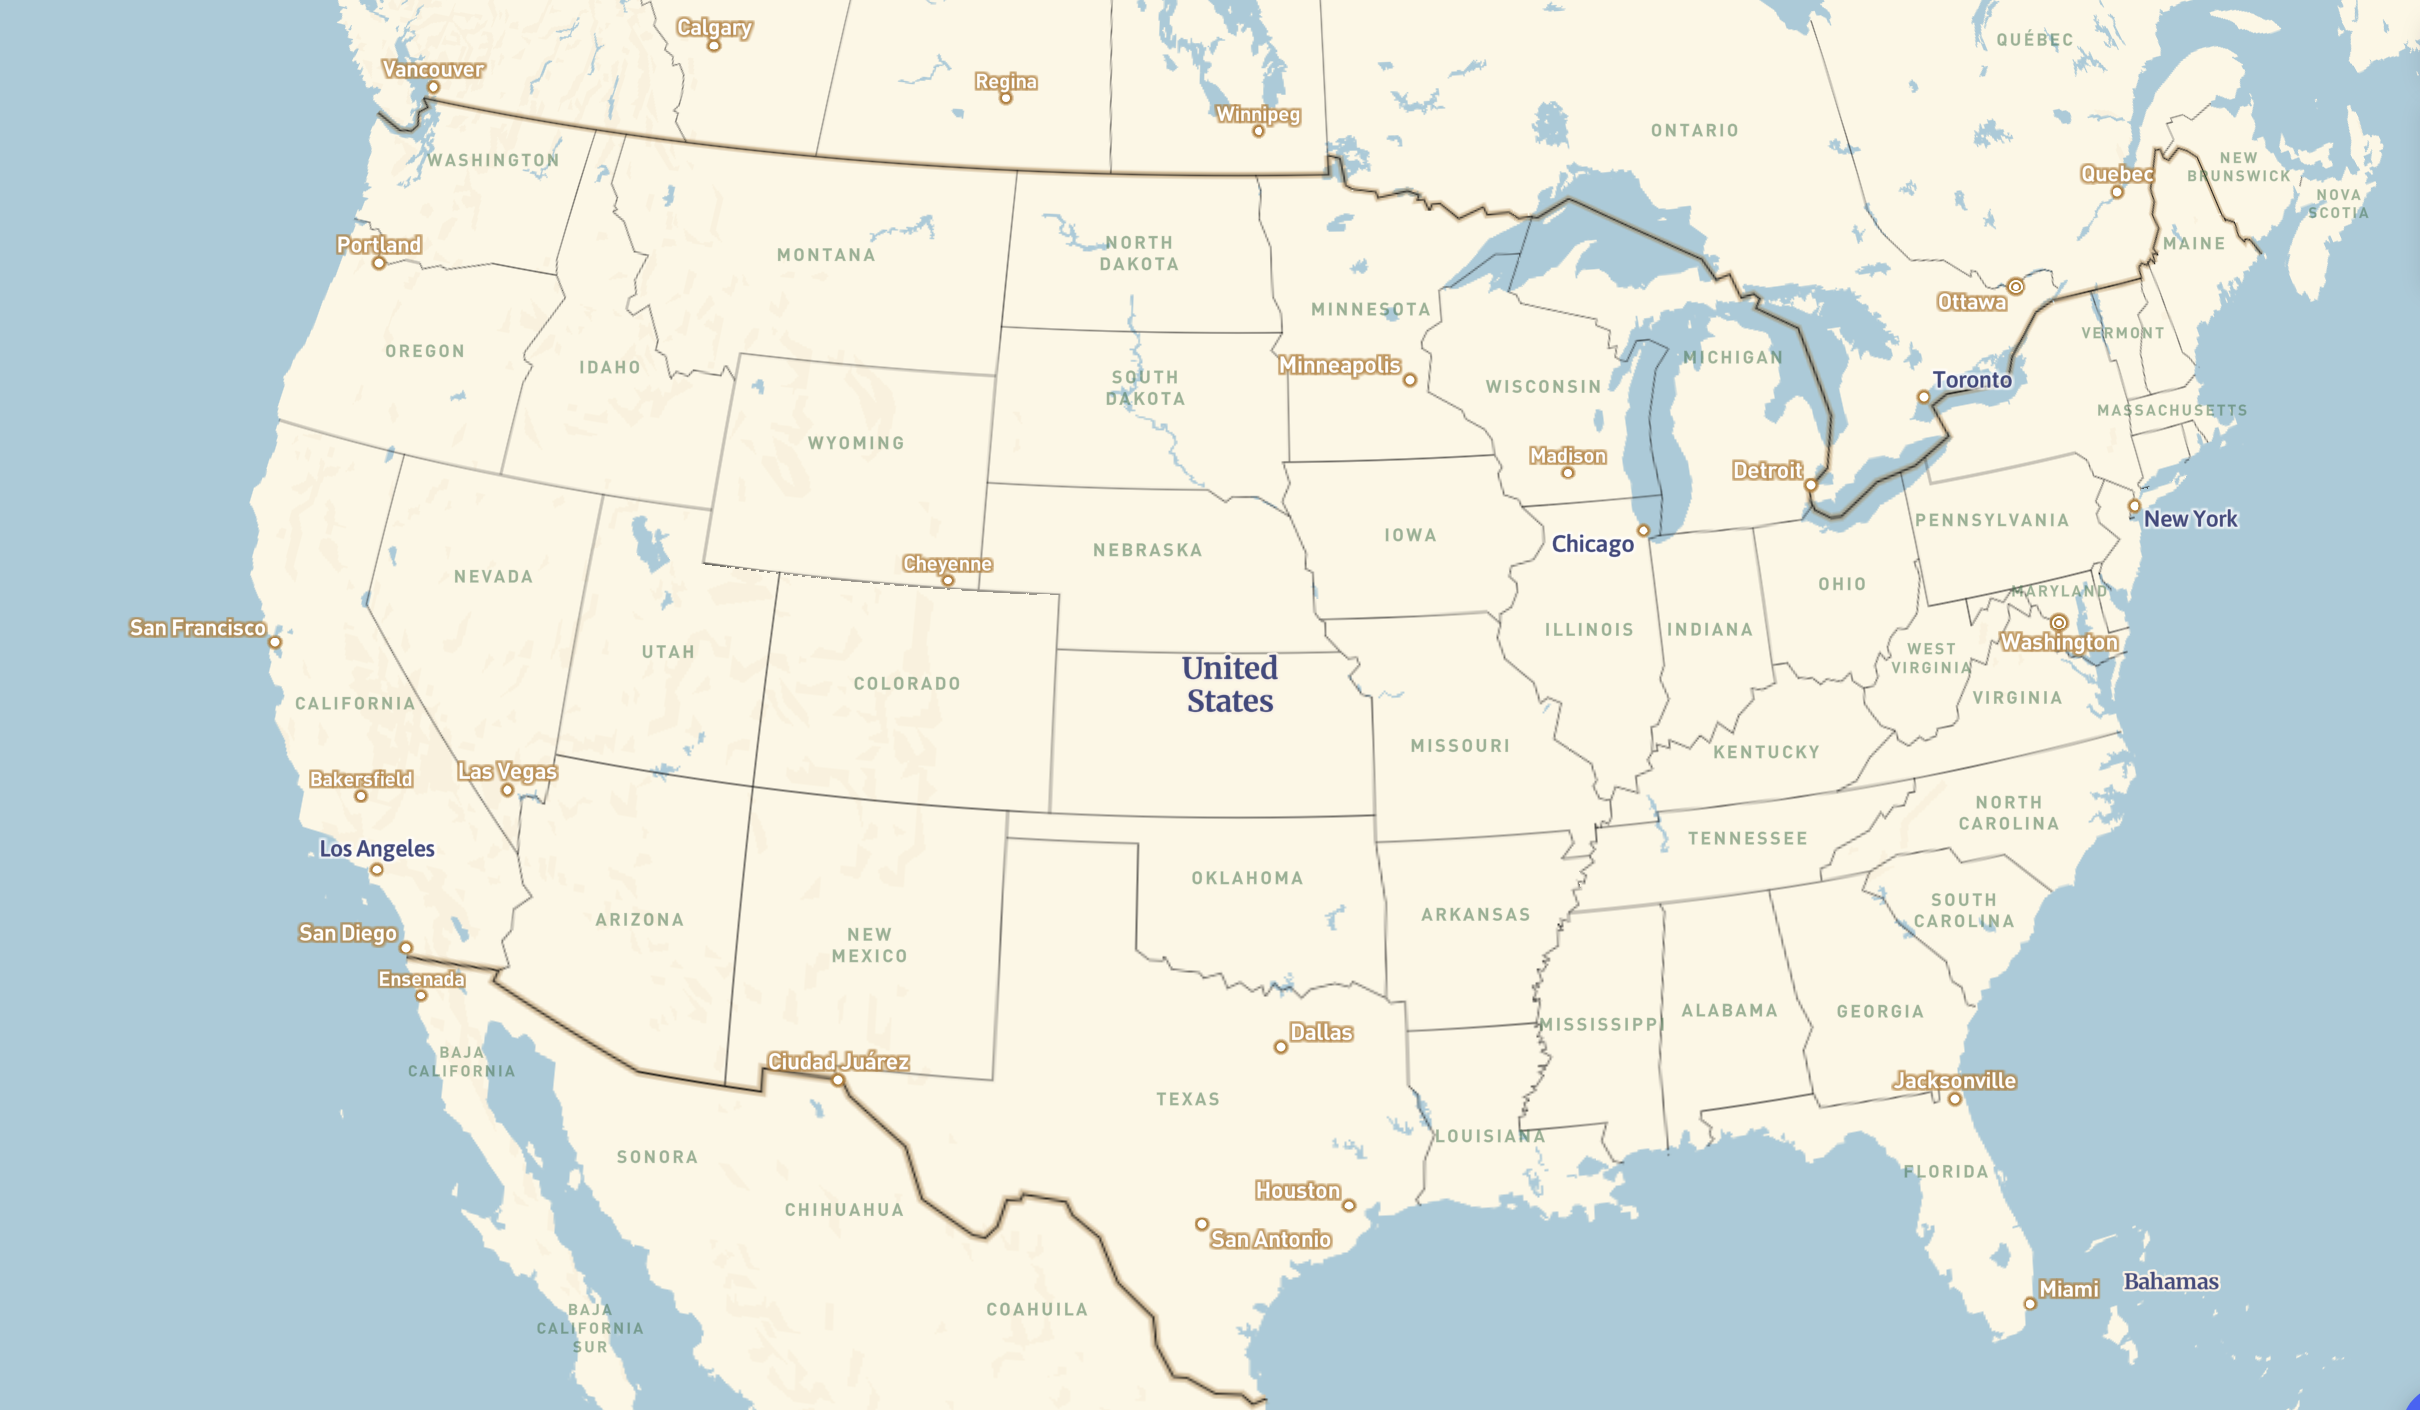 Calgary
Vancouver
Regina
Winnipeg
ONTARIO
QUÉBEC
WASHINGTON
Quebec
NEW
BRUNSWICK
NOVA
SCOTIA
Portland
MONTANA
NORTH
DAKOTA
MAINE
MINNESOTA
Ottawa
OREGON
IDAHO
Minneapolis
MICHIGAN
VERMONT
SOUTH
DAKOTA
WISCONSIN
Toronto
MASSACHUSETTS
WYOMING
Madison
Detroit
NEBRASKA
IOWA
Chicago
PENNSYLVANIA
New York
NEVADA
Cheyenne
OHIO
MARYLAND
San Francisco
UTAH
ILLINOIS
INDIANA
WEST
VIRGINIA
Washington
United
States
CALIFORNIA
COLORADO
VIRGINIA
Bakersfield
Las Vegas
MISSOURI
KENTUCKY
Los Angeles
NORTH
CAROLINA
TENNESSEE
San Diego
ARIZONA
NEW
MEXICO
OKLAHOMA
ARKANSAS
SOUTH
CAROLINA
Ensenada
MISSISSIPPI
ALABAMA
GEORGIA
BAJA
CALIFORNIA
Ciudad Juárez
Dallas
TEXAS
Jacksonville
SONORA
LOUISIANA
FLORIDA
CHIHUAHUA
Houston
San Antonio
BAJA
CALIFORNIA
SUR
COAHUILA
Miami
Bahamas